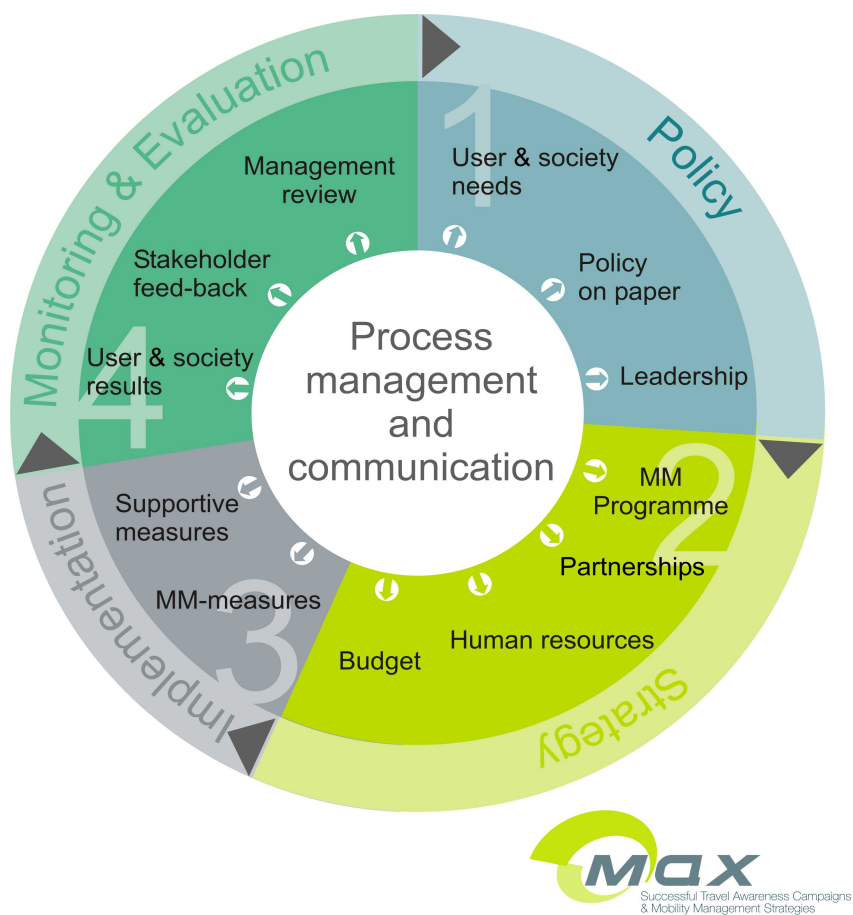 Monitoring & Evaluation
Policy
Strategy
Implementation
1
User & society
needs
Policy
on paper
Leadership
2
MM
Programme
Partnerships
Human resources
Budget
3
MM-measures
Supportive
measures
4
User & society
results
Stakeholder
feed-back
Management
review
Process
management
and
communication
max
Successful Travel Awareness Campaigns
& Mobility Management Strategies